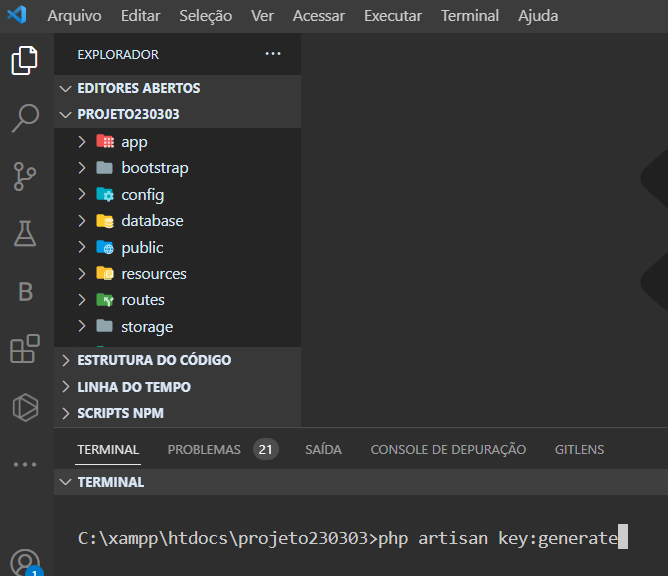 Arquivo Editar Seleção Ver Acessar Executar Terminal Ajuda
EXPLORADOR ...
EDITORES ABERTOS
PROJETO230303
app
bootstrap
config
database
public
resources
routes
storage
ESTRUTURA DO CÓDIGO
LINHA DO TEMPO
SCRIPTS NPM
B
1
TERMINAL PROBLEMAS 21 SAÍDA CONSOLE DE DEPURAÇÃO GITLENS
TERMINAL
C:\xampp\htdocs\projeto230303>php artisan key:generate